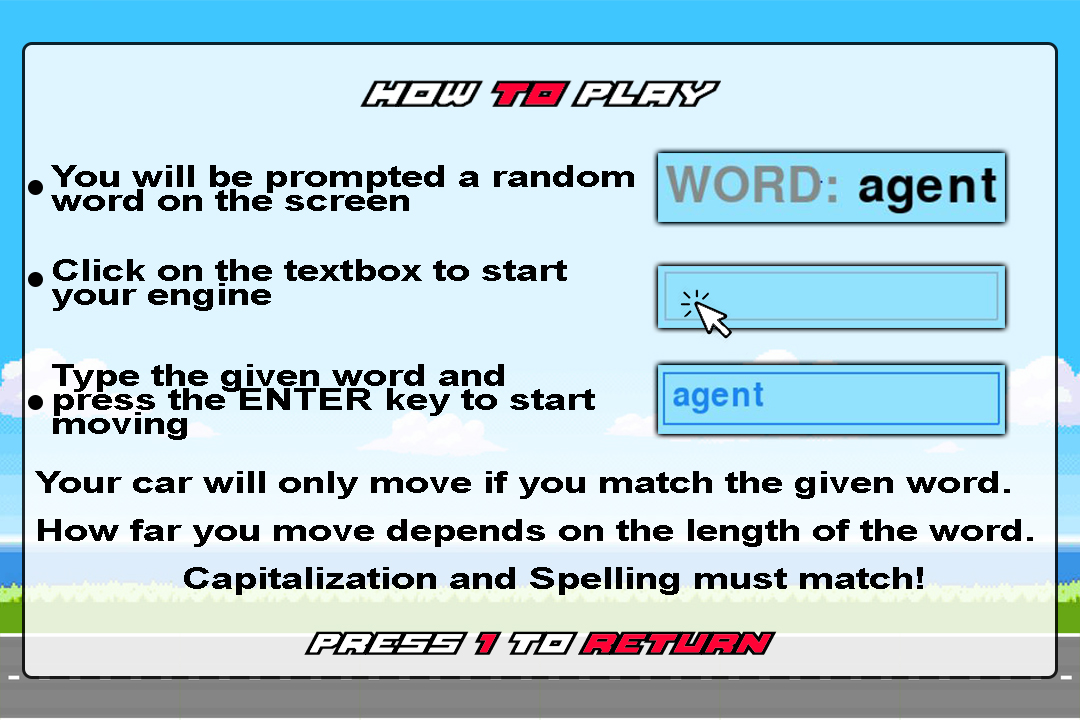 HOW TO PLAY
• You will be prompted a random
word on the screen
WORD: agent
• Click on the textbox to start
your engine
• Type the given word and
press the ENTER key to start
moving
agent
Your car will only move if you match the given word.
How far you move depends on the length of the word.
Capitalization and Spelling must match!
PRESS 1 TO RETURN